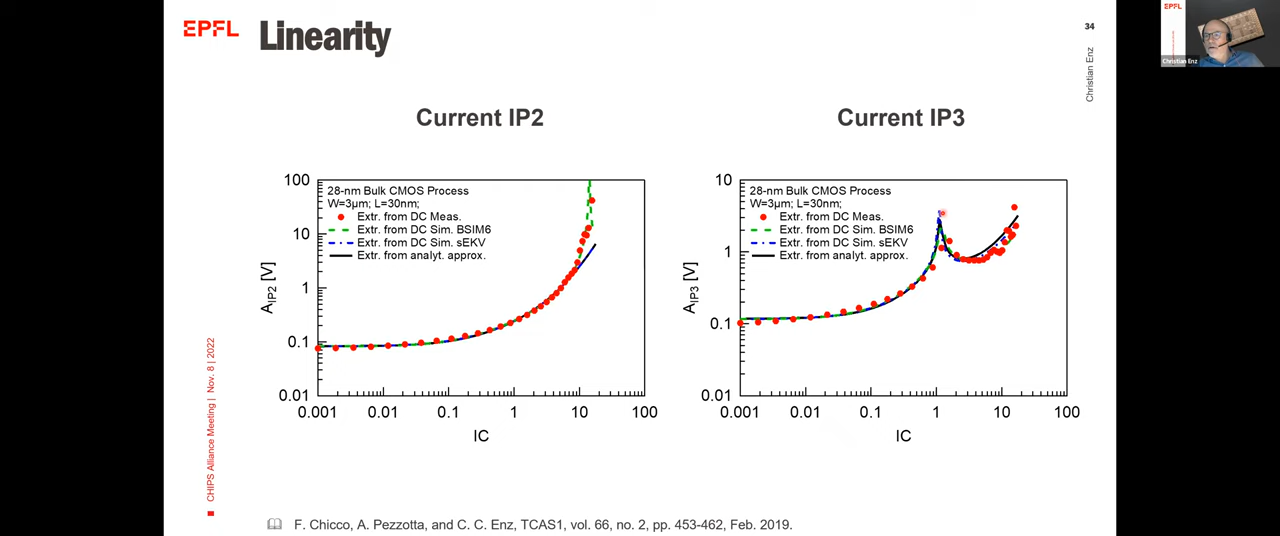 EPFL
Linearity
34
Christian Enz
EPFL
Christian Enz
Current IP2
Current IP3
28-nm Bulk CMOS Process
W=3µm; L=30nm;
Extr. from DC Meas.
Extr. from DC Sim. BSIM6
Extr. from DC Sim. sEKV
Extr. from analyt. approx.
100
10
1
0.1
0.01
AIP2 [V]
0.001
0.01
0.1
1
10
100
IC
28-nm Bulk CMOS Process
W=3µm; L=30nm;
Extr. from DC Meas.
Extr. from DC Sim. BSIM6
Extr. from DC Sim. sEKV
Extr. from analyt. approx.
10
1
0.1
0.01
AIP3 [V]
0.001
0.01
0.1
1
10
100
IC
CHIPS Alliance Meeting | Nov. 8 | 2022
F. Chicco, A. Pezzotta, and C. C. Enz, TCAS1, vol. 66, no. 2, pp. 453-462, Feb. 2019.